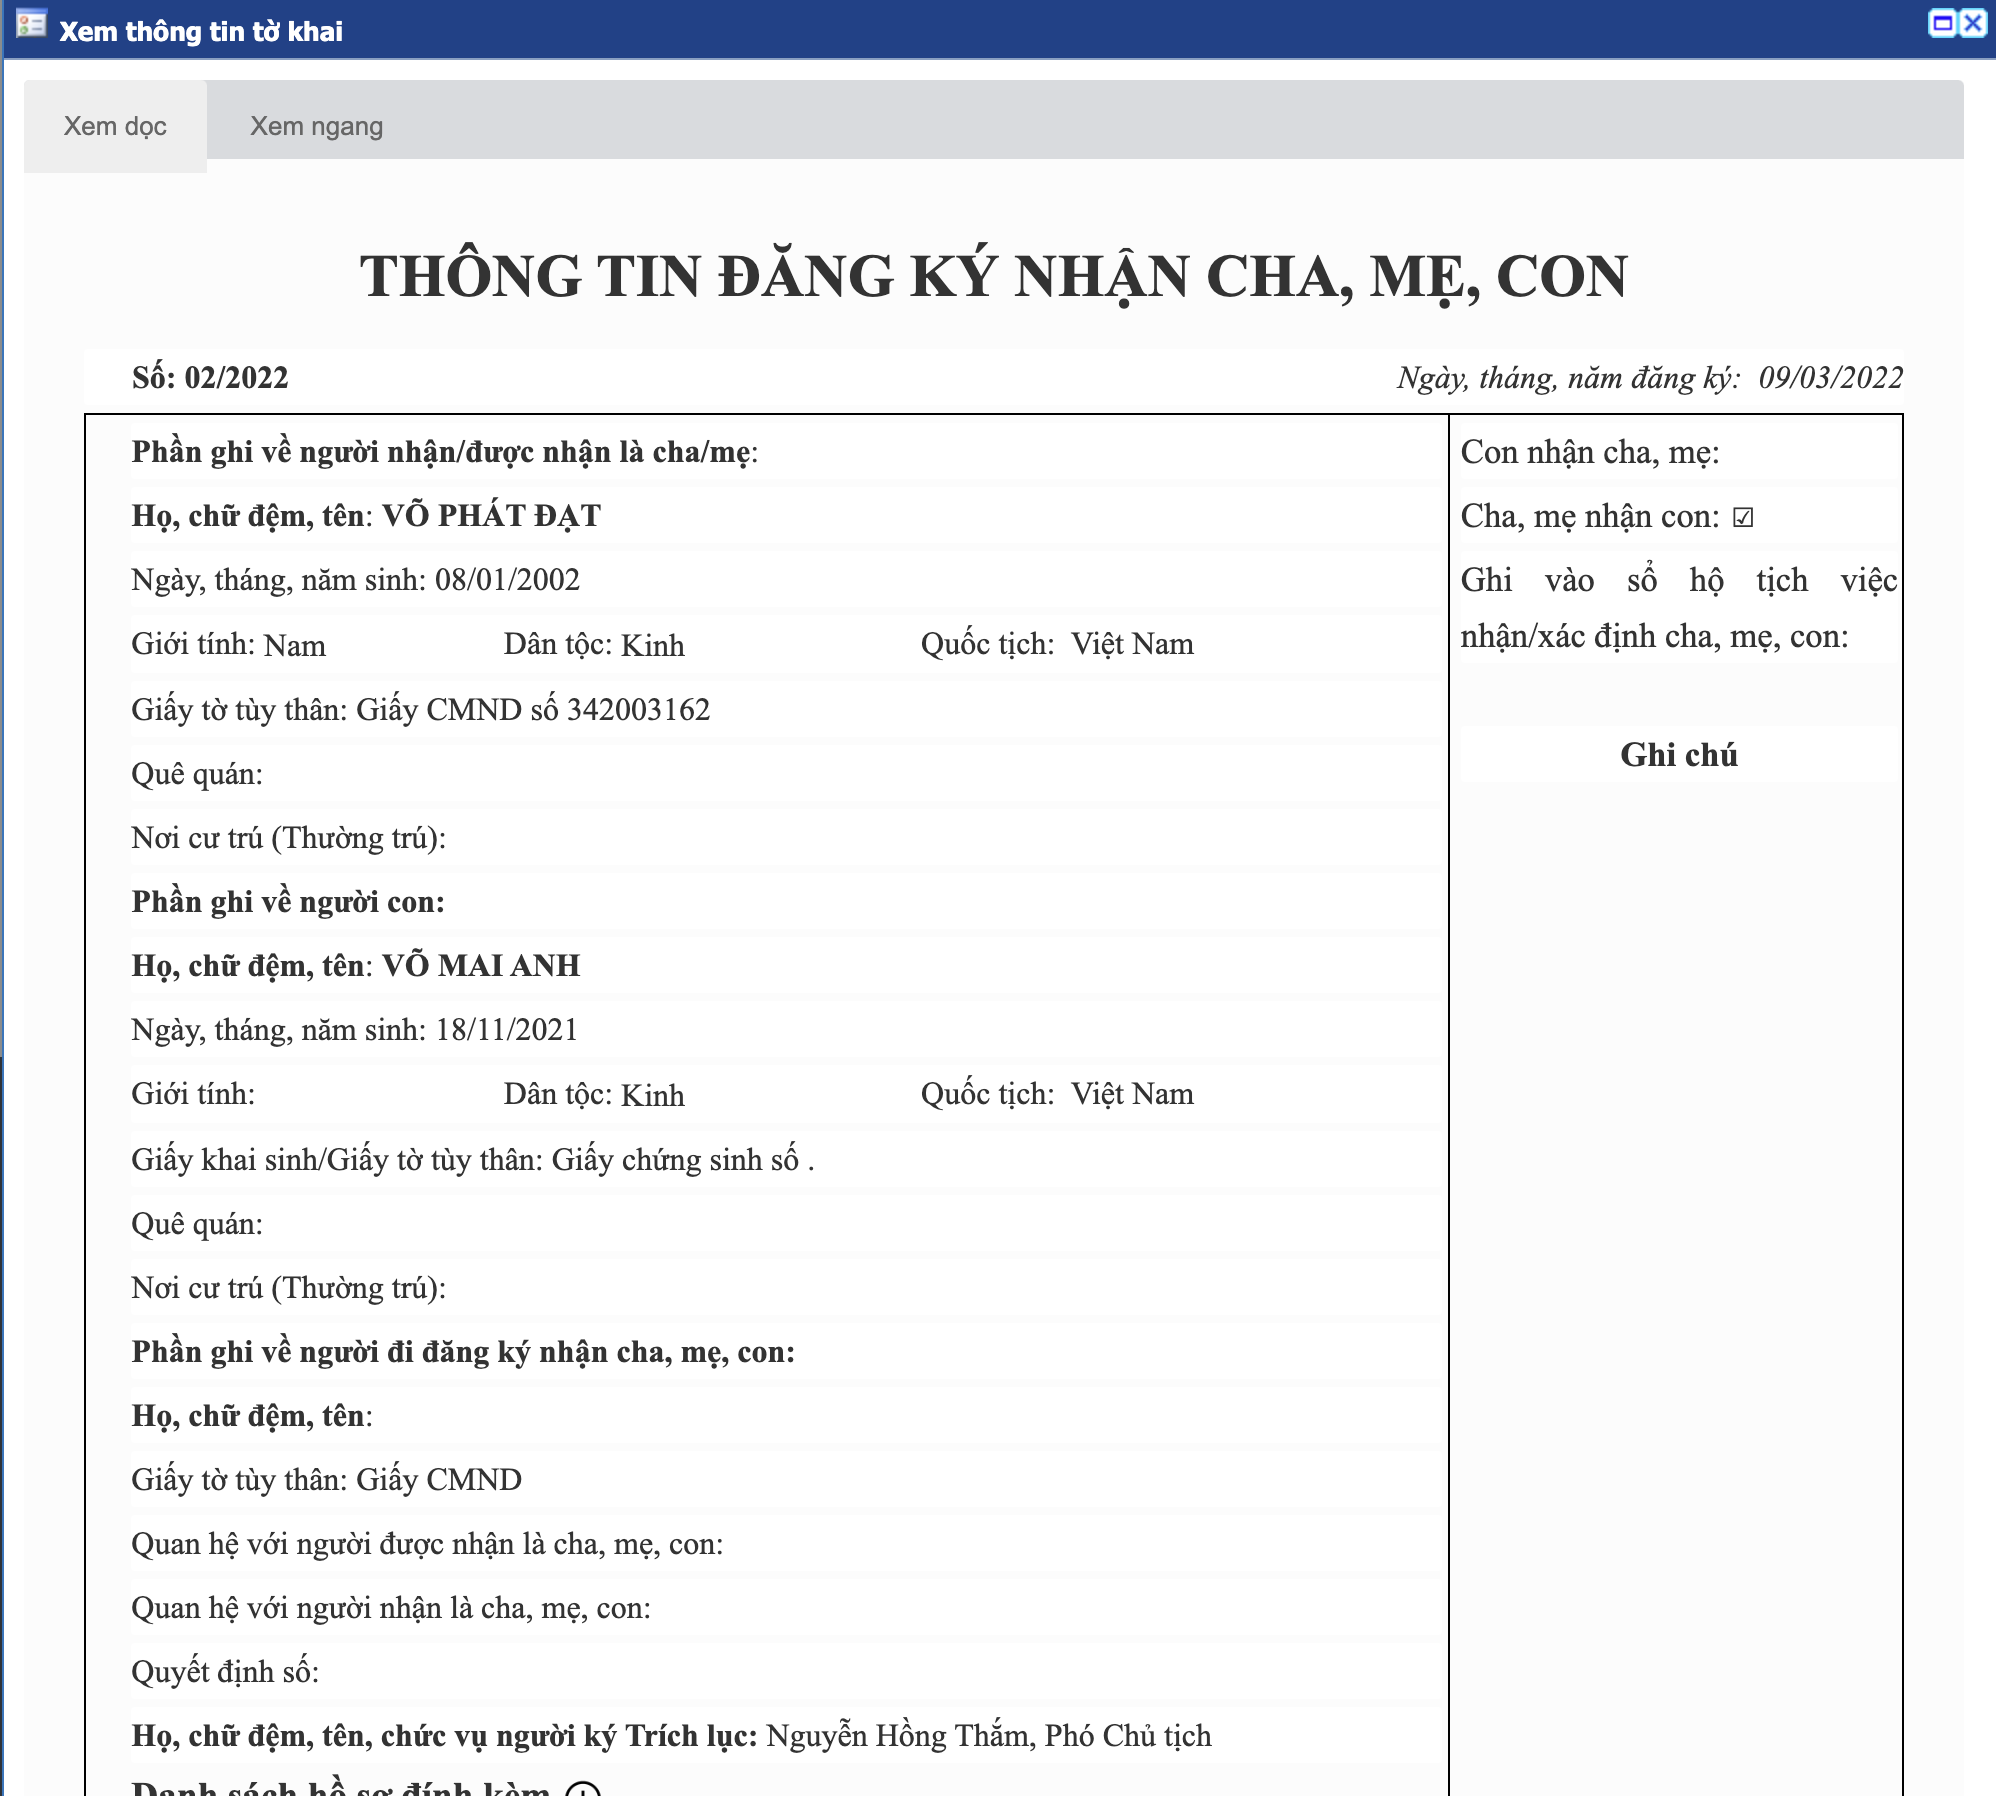 Xem thông tin tờ khai
Xem dọc Xem ngang
THÔNG TIN ĐĂNG KÝ NHẬN CHA, MẸ, CON
Số: 02/2022 Ngày, tháng, năm đăng ký: 09/03/2022
Phần ghi về người nhận/được nhận là cha/mẹ:
Họ, chữ đệm, tên: VÕ PHÁT ĐẠT
Ngày, tháng, năm sinh: 08/01/2002
Giới tính: Nam Dân tộc: Kinh Quốc tịch: Việt Nam
Giấy tờ tùy thân: Giấy CMND số 342003162
Quê quán:
Nơi cư trú (Thường trú):
Phần ghi về người con:
Họ, chữ đệm, tên: VÕ MAI ANH
Ngày, tháng, năm sinh: 18/11/2021
Giới tính: Dân tộc: Kinh Quốc tịch: Việt Nam
Giấy khai sinh/Giấy tờ tùy thân: Giấy chứng sinh số .
Quê quán:
Nơi cư trú (Thường trú):
Phần ghi về người đi đăng ký nhận cha, mẹ, con:
Họ, chữ đệm, tên:
Giấy tờ tùy thân: Giấy CMND
Quan hệ với người được nhận là cha, mẹ, con:
Quan hệ với người nhận là cha, mẹ, con:
Quyết định số:
Họ, chữ đệm, tên, chức vụ người ký Trích lục: Nguyễn Hồng Thắm, Phó Chủ tịch
Danh sách hồ sơ đính kèm
Con nhận cha, mẹ:
Cha, mẹ nhận con: ☑
Ghi vào sổ hộ tịch việc
nhận/xác định cha, mẹ, con:
Ghi chú